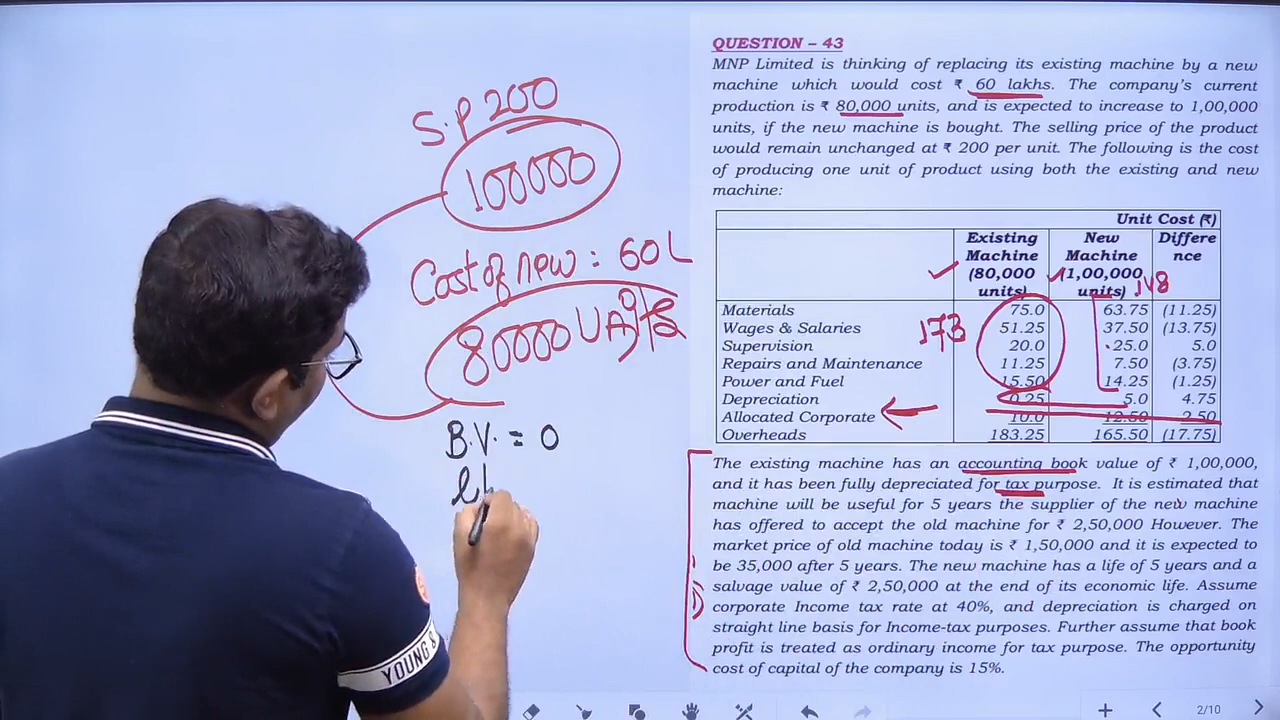 S.P 200
100000
Cost of new : 60L
80000 U
B.V. = 0
YOUNG &
QUESTION – 43
MNP Limited is thinking of replacing its existing machine by a new
machine which would cost ₹ 60 lakhs. The company's current
production is ₹ 80,000 units, and is expected to increase to 1,00,000
units, if the new machine is bought. The selling price of the product
would remain unchanged at ₹ 200 per unit. The following is the cost
of producing one unit of product using both the existing and new
machine:
Unit Cost (₹)
Existing Machine (80,000 units) New Machine (1,00,000 units) Differe nce
173
148
Materials 75.0 63.75 (11.25)
Wages & Salaries 51.25 37.50 (13.75)
Supervision 20.0 25.0 5.0
Repairs and Maintenance 11.25 7.50 (3.75)
Power and Fuel 15.50 14.25 (1.25)
Depreciation 0.25 5.0 4.75
Allocated Corporate 10.0 12.50 2.50
Overheads 183.25 165.50 (17.75)
The existing machine has an accounting book value of ₹ 1,00,000,
and it has been fully depreciated for tax purpose. It is estimated that
machine will be useful for 5 years the supplier of the new machine
has offered to accept the old machine for ₹ 2,50,000 However. The
market price of old machine today is ₹ 1,50,000 and it is expected to
be 35,000 after 5 years. The new machine has a life of 5 years and a
salvage value of ₹ 2,50,000 at the end of its economic life. Assume
corporate Income tax rate at 40%, and depreciation is charged on
straight line basis for Income-tax purposes. Further assume that book
profit is treated as ordinary income for tax purpose. The opportunity
cost of capital of the company is 15%.
2/10